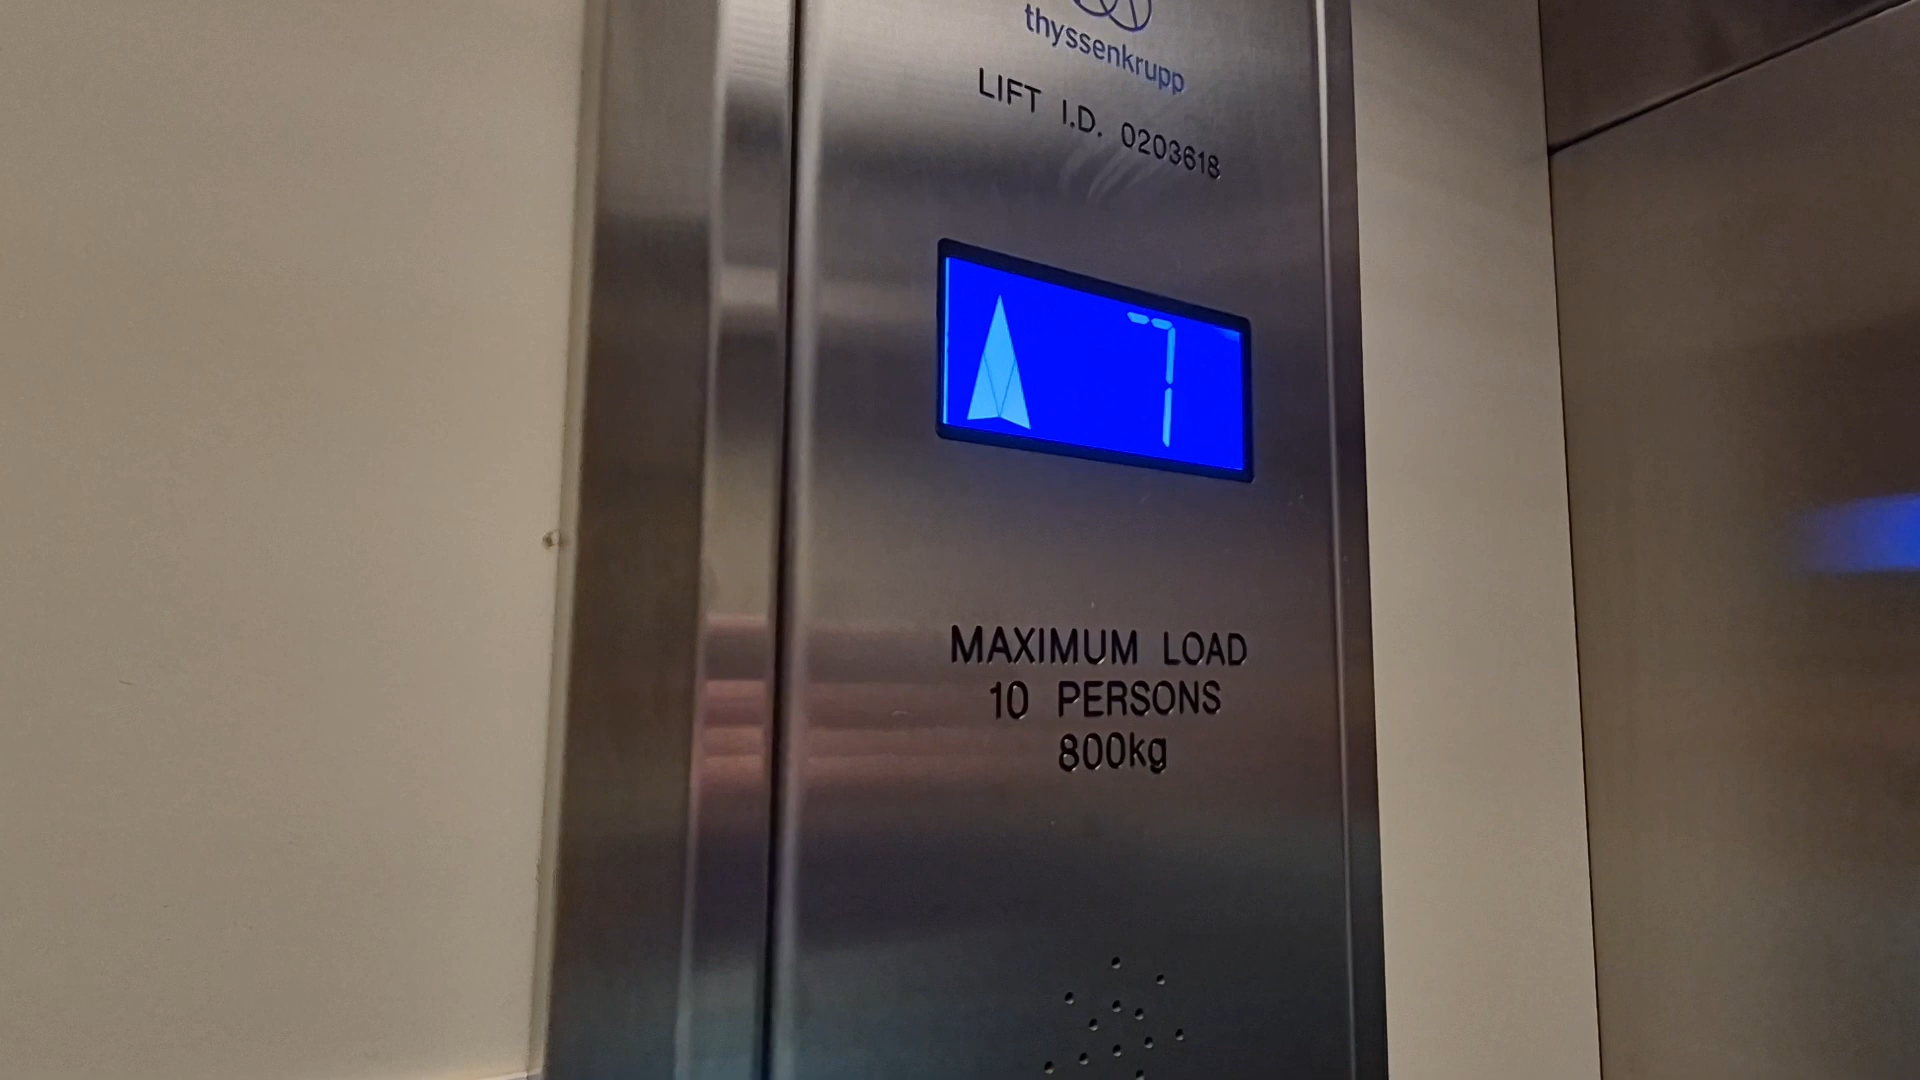 thyssenkrupp
LIFT I.D. 0203618
7
MAXIMUM LOAD
10 PERSONS
800kg